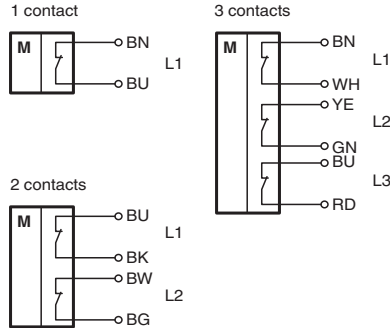 1 contact
M
BN
L1
BU
2 contacts
M
BU
L1
BK
BW
L2
BG
3 contacts
M
BN
L1
WH
YE
L2
GN
BU
L3
RD